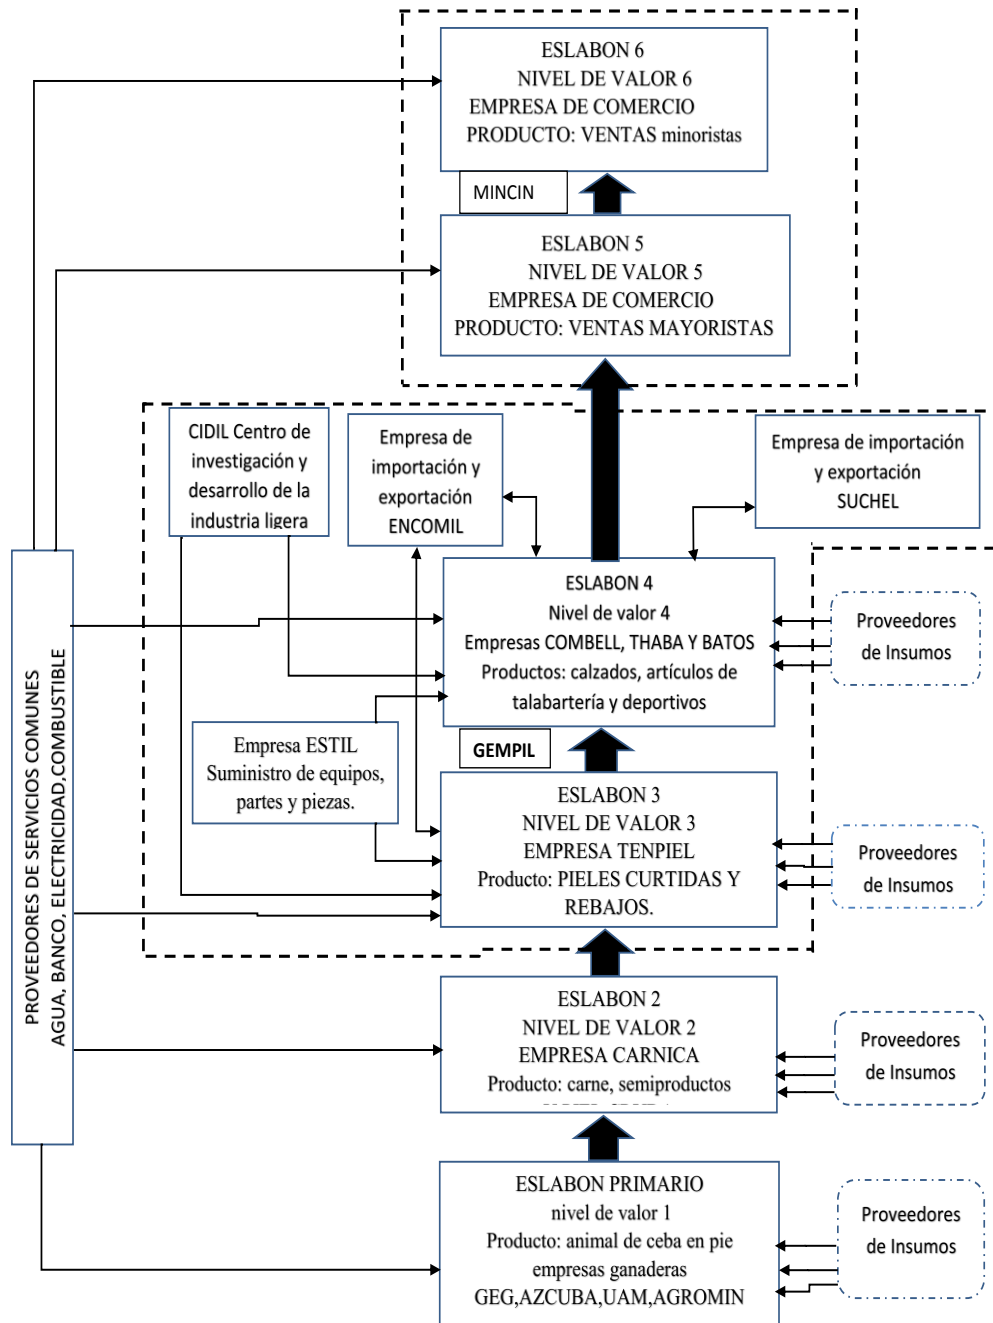 ESLABON 6
NIVEL DE VALOR 6
EMPRESA DE COMERCIO
PRODUCTO: VENTAS minoristas
MINCIN
ESLABON 5
NIVEL DE VALOR 5
EMPRESA DE COMERCIO
PRODUCTO: VENTAS MAYORISTAS
CIDIL Centro de
investigación y
desarrollo de la
industria ligera
Empresa de
importación y
exportación
ENCOMIL
Empresa de importación
y exportación
SUCHEL
ESLABON 4
Nivel de valor 4
Empresas COMBELL, THABA Y BATOS
Productos: calzados, artículos de
talabartería y deportivos
Proveedores
de Insumos
Empresa ESTIL
Suministro de equipos,
partes y piezas.
GEMPIL
ESLABON 3
NIVEL DE VALOR 3
EMPRESA TENPIEL
Producto: PIELES CURTIDAS Y
REBAJOS.
Proveedores
de Insumos
PROVEEDORES DE SERVICIOS COMUNES
AGUA, BANCO, ELECTRICIDAD,COMBUSTIBLE
ESLABON 2
NIVEL DE VALOR 2
EMPRESA CARNICA
Producto: carne, semiproductos
Proveedores
de Insumos
ESLABON PRIMARIO
nivel de valor 1
Producto: animal de ceba en pie
empresas ganaderas
GEG,AZCUBA,UAM,AGROMIN
Proveedores
de Insumos